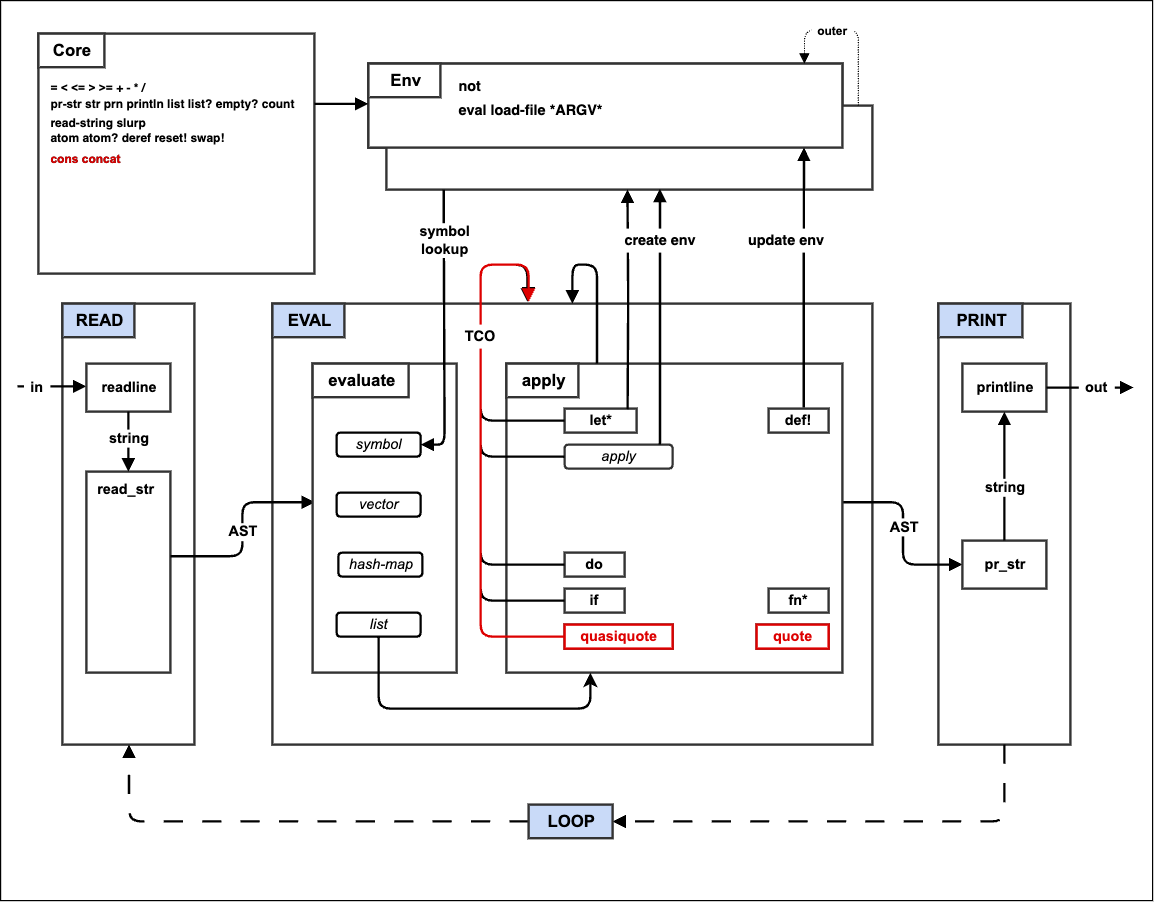 outer
Core
= < <= > >= + - * /
pr-str str prn println list list? empty? count
read-string slurp
atom atom? deref reset! swap!
cons concat
Env
not
eval load-file *ARGV*
symbol
lookup
create env
update env
READ
in
readline
string
read_str
AST
EVAL
TCO
evaluate
symbol
vector
hash-map
list
apply
let*
def!
apply
do
if
fn*
quasiquote
quote
AST
PRINT
printline
out
string
pr_str
LOOP